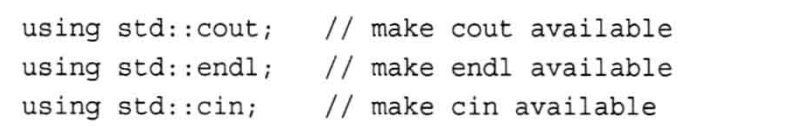 using std::cout;   // make cout available
using std::endl;   // make endl available
using std::cin;    // make cin available